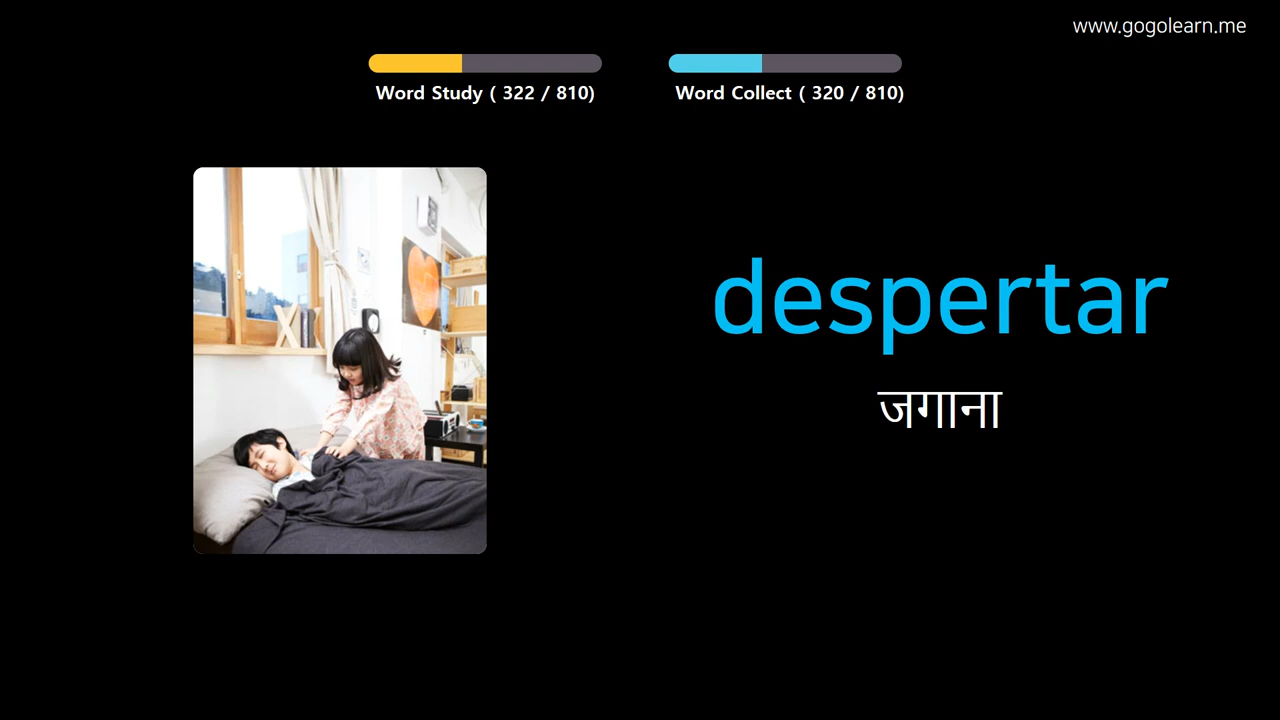 www.gogolearn.me
Word Study ( 322 / 810)
Word Collect ( 320 / 810)
despertar
जगाना